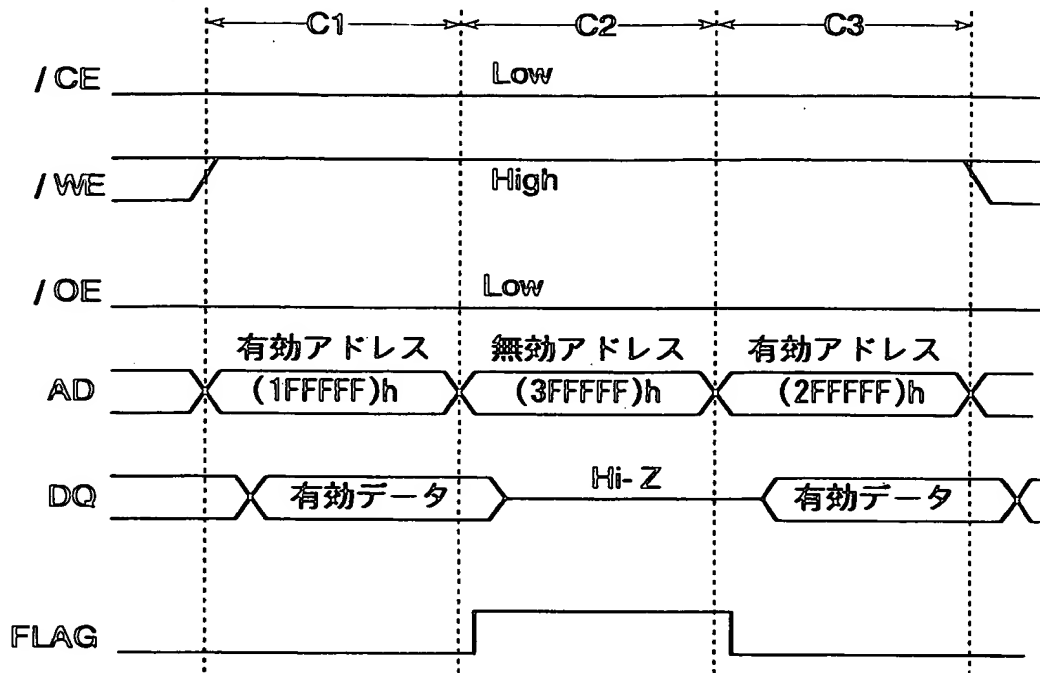 C1 C2 C3
/CE Low
/WE High
/OE Low
有効アドレス 無効アドレス 有効アドレス
AD (1FFFFF)h (3FFFFF)h (2FFFFF)h
DQ 有効データ Hi-Z 有効データ
FLAG